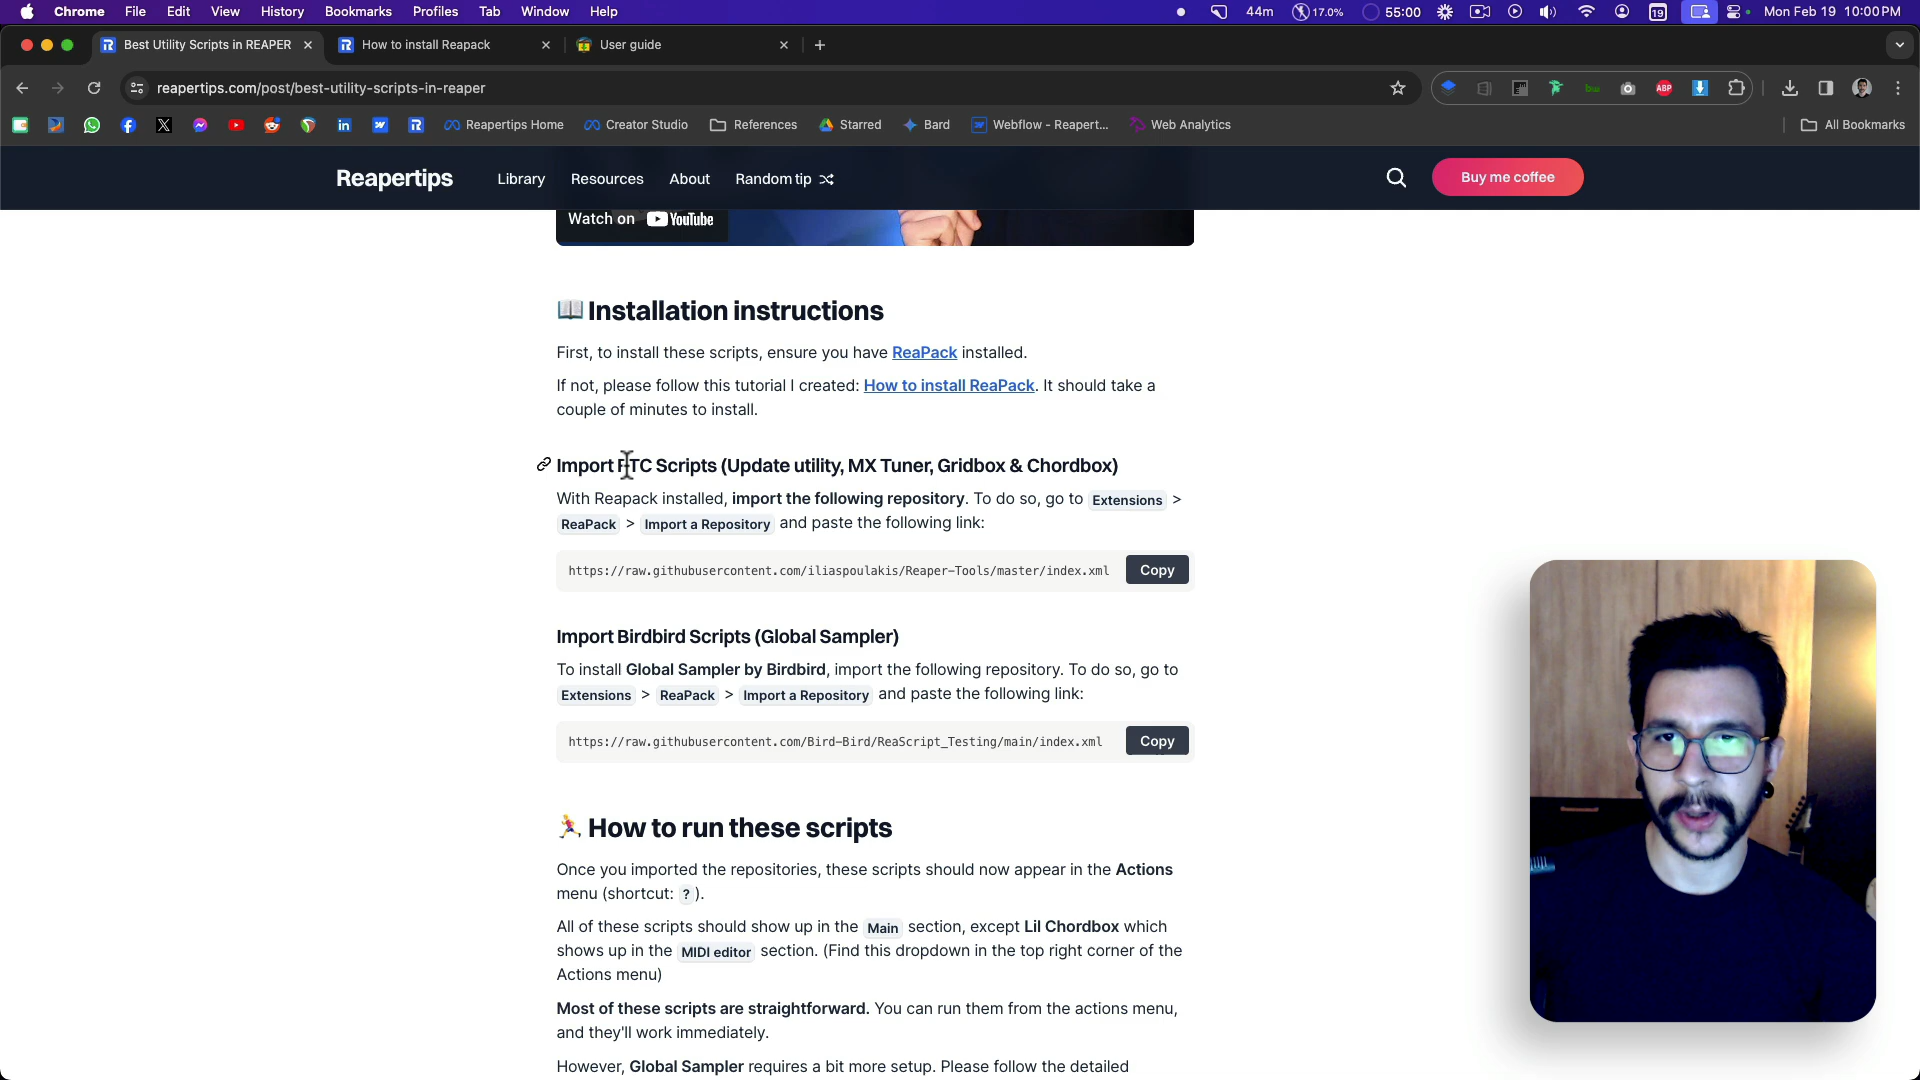 Chrome File Edit View History Bookmarks Profiles Tab Window Help 44m 17.0% 55:00 19 Mon Feb 19 10:00 PM
Best Utility Scripts in REAPER How to install Reapack User guide
reapertips.com/post/best-utility-scripts-in-reaper ABP
Reapertips Home Creator Studio References Starred Bard Webflow - Reapert... Web Analytics All Bookmarks
Reapertips Library Resources About Random tip Buy me coffee
Watch on YouTube
Installation instructions
First, to install these scripts, ensure you have ReaPack installed.
If not, please follow this tutorial I created: How to install ReaPack. It should take a
couple of minutes to install.
Import FTC Scripts (Update utility, MX Tuner, Gridbox & Chordbox)
With Reapack installed, import the following repository. To do so, go to Extensions >
ReaPack > Import a Repository and paste the following link:
https://raw.githubusercontent.com/iliaspoulakis/Reaper-Tools/master/index.xml Copy
Import Birdbird Scripts (Global Sampler)
To install Global Sampler by Birdbird, import the following repository. To do so, go to
Extensions > ReaPack > Import a Repository and paste the following link:
https://raw.githubusercontent.com/Bird-Bird/ReaScript_Testing/main/index.xml Copy
How to run these scripts
Once you imported the repositories, these scripts should now appear in the Actions
menu (shortcut: ? ).
All of these scripts should show up in the Main section, except Lil Chordbox which
shows up in the MIDI editor section. (Find this dropdown in the top right corner of the
Actions menu)
Most of these scripts are straightforward. You can run them from the actions menu,
and they'll work immediately.
However, Global Sampler requires a bit more setup. Please follow the detailed